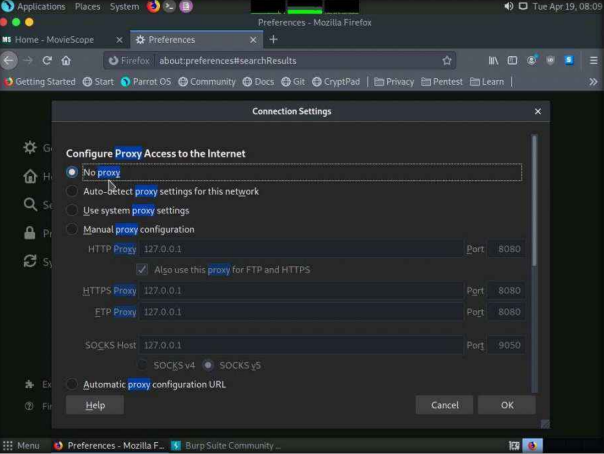 Applications Places System Tue Apr 19, 08:09
Preferences - Mozilla Firefox
MS Home - MovieScope × Preferences × +
Firefox about:preferences#searchResults
Getting Started Start Parrot OS Community Docs Git CryptPad Privacy Pentest Learn
Connection Settings ×
Configure Proxy Access to the Internet
No proxy
Auto-detect proxy settings for this network
Use system proxy settings
Manual proxy configuration
HTTP Proxy 127.0.0.1 Port 8080
Also use this proxy for FTP and HTTPS
HTTPS Proxy 127.0.0.1 Port 8080
FTP Proxy 127.0.0.1 Port 8080
SOCKS Host 127.0.0.1 Port 9050
SOCKS v4 SOCKS v5
Automatic proxy configuration URL
Help Cancel OK
Menu Preferences - Mozilla F... Burp Suite Community ...